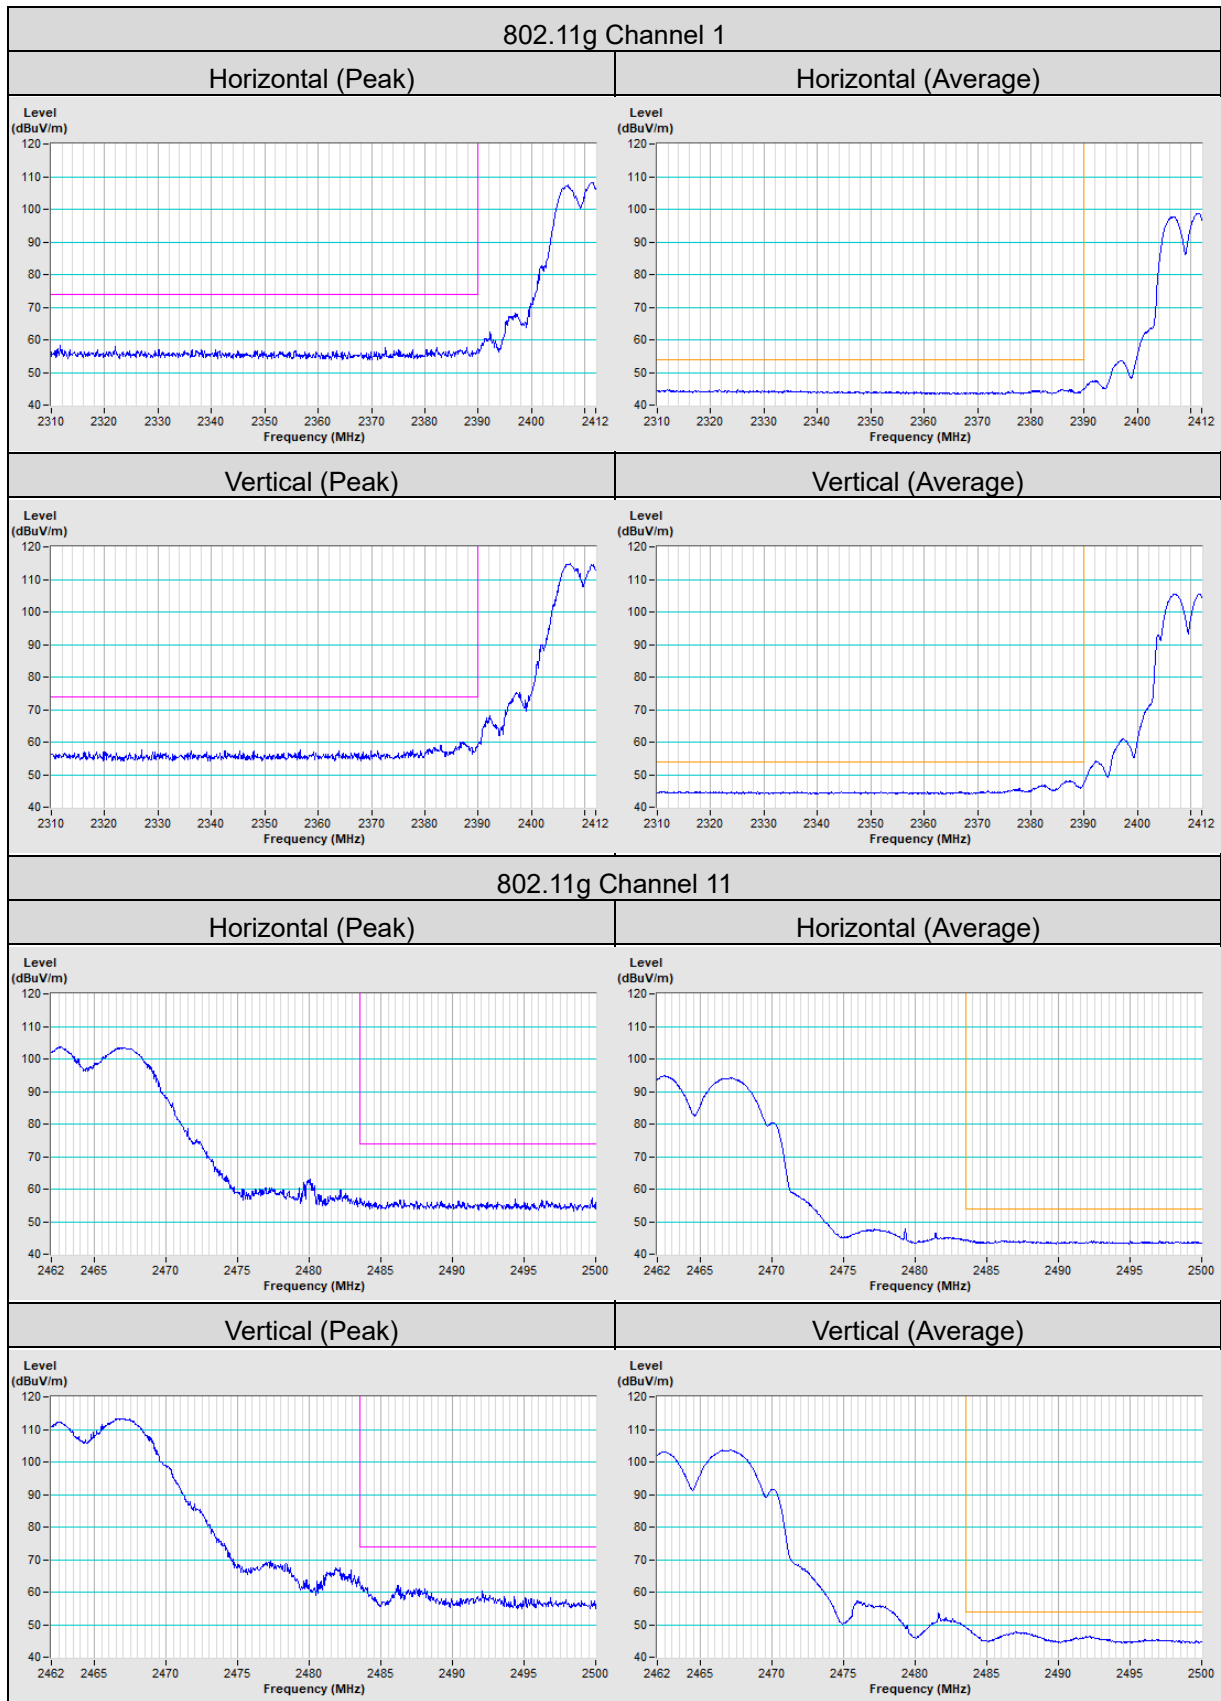 802.11g Channel 1
Horizontal (Peak) Horizontal (Average)
Level Level
(dBuV/m) (dBuV/m)
120 120
110 110
100 100
90 90
80 80
70 70
60 60
50 50
40 40
2310 2320 2330 2340 2350 2360 2370 2380 2390 2400 2412 2310 2320 2330 2340 2350 2360 2370 2380 2390 2400 2412
Frequency (MHz) Frequency (MHz)
Vertical (Peak) Vertical (Average)
Level Level
(dBuV/m) (dBuV/m)
120 120
110 110
100 100
90 90
80 80
70 70
60 60
50 50
40 40
2310 2320 2330 2340 2350 2360 2370 2380 2390 2400 2412 2310 2320 2330 2340 2350 2360 2370 2380 2390 2400 2412
Frequency (MHz) Frequency (MHz)
802.11g Channel 11
Horizontal (Peak) Horizontal (Average)
Level Level
(dBuV/m) (dBuV/m)
120 120
110 110
100 100
90 90
80 80
70 70
60 60
50 50
40 40
2462 2465 2470 2475 2480 2485 2490 2495 2500 2462 2465 2470 2475 2480 2485 2490 2495 2500
Frequency (MHz) Frequency (MHz)
Vertical (Peak) Vertical (Average)
Level Level
(dBuV/m) (dBuV/m)
120 120
110 110
100 100
90 90
80 80
70 70
60 60
50 50
40 40
2462 2465 2470 2475 2480 2485 2490 2495 2500 2462 2465 2470 2475 2480 2485 2490 2495 2500
Frequency (MHz) Frequency (MHz)